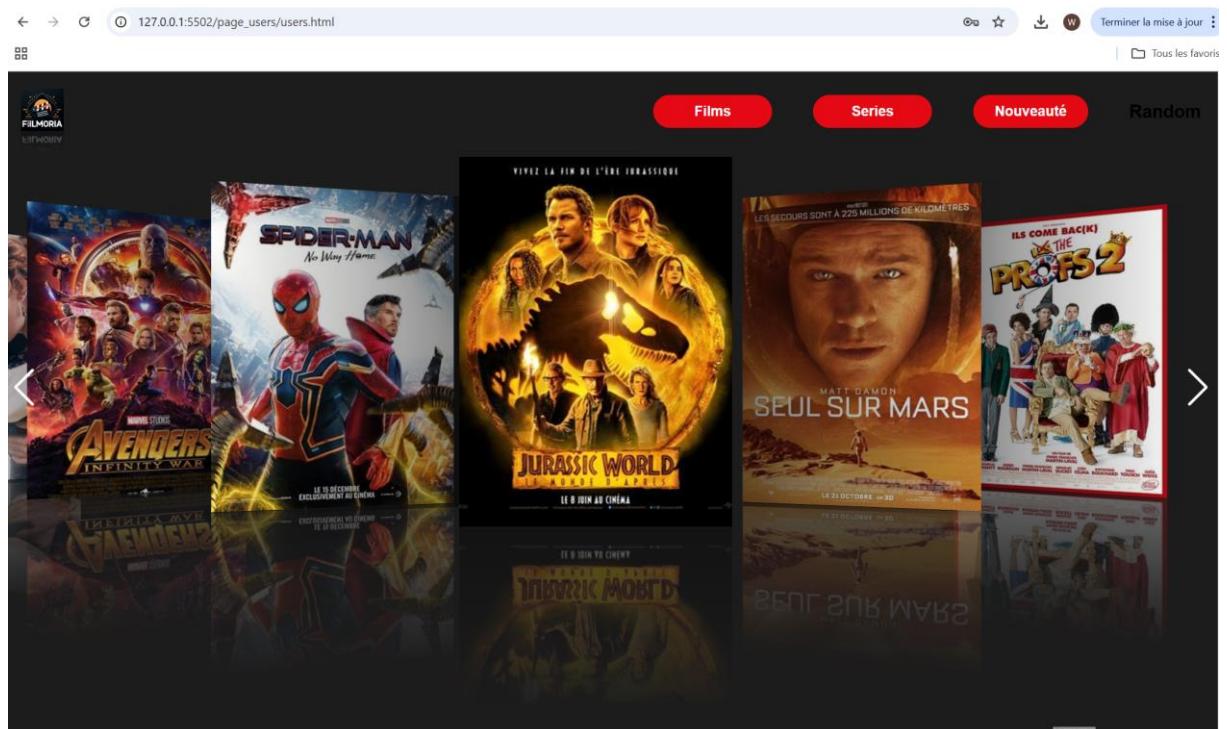 127.0.0.1:5502/page_users/users.html
W
Terminer la mise à jour
Tous les favoris
FIILMORIA
Films
Series
Nouveauté
Random
VIVEZ LA FIN DE L'ÈRE JURASSIQUE
LES SECOURS SONT À 225 MILLIONS DE KILOMÈTRES
ILS COME BAC(K)
THE
PROFS 2
SPIDER-MAN
No Way Home
MATT DAMON
SEUL SUR MARS
MARVEL STUDIOS
AVENGERS
INFINITY WAR
JURASSIC WORLD
LE MONDE D'APRÈS
LE 15 DÉCEMBRE
EXCLUSIVEMENT AU CINÉMA
LE 8 JUIN AU CINÉMA
LE 21 OCTOBRE EN 3D